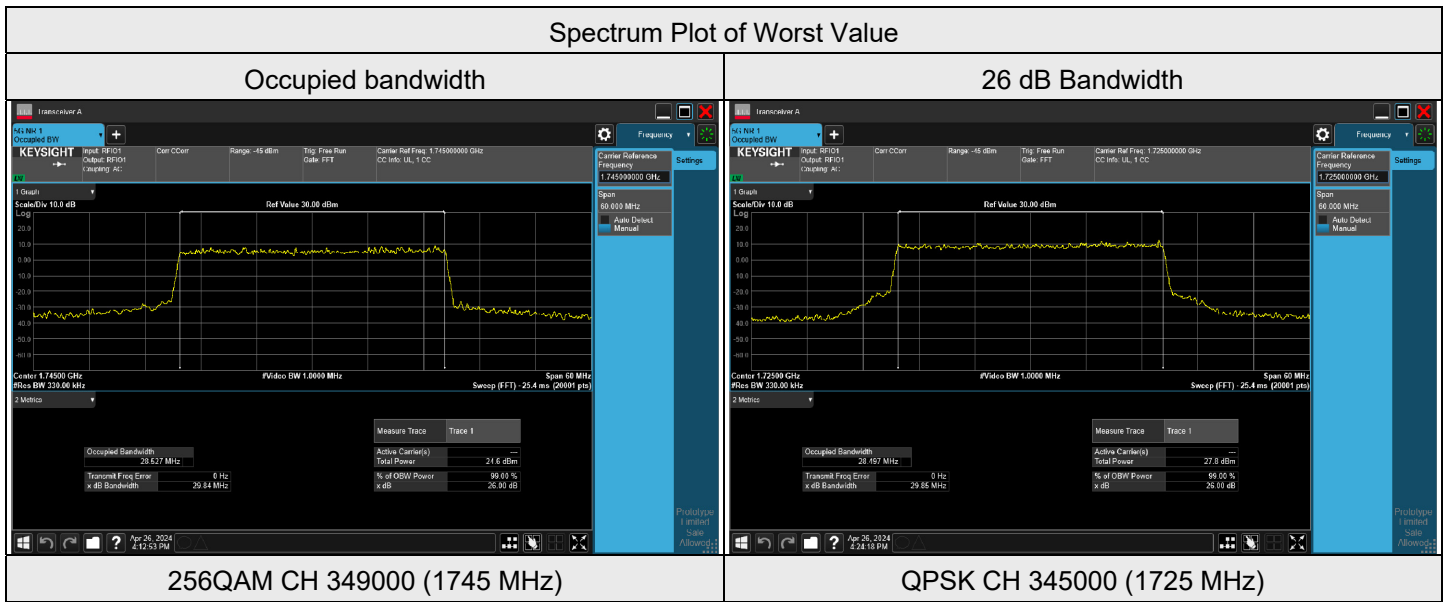 Spectrum Plot of Worst Value
Occupied bandwidth
26 dB Bandwidth
Transceiver A
5G NR 1
Occupied BW
+
Frequency
KEYSIGHT
Input: RFIO1
Output: RFIO1
Coupling: AC
Corr CCorr
Range: -45 dBm
Trig: Free Run
Gate: FFT
Carrier Ref Freq: 1.745000000 GHz
CC Info: UL, 1 CC
Carrier Reference
Frequency
1.745000000 GHz
Settings
Span
60.000 MHz
Auto Detect
Manual
1 Graph
Scale/Div 10.0 dB
Ref Value 30.00 dBm
Log
20.0
10.0
0.00
10.0
-20.0
-30.0
40.0
-50.0
-60.0
Center 1.74500 GHz
#Video BW 1.0000 MHz
Span 60 MHz
#Res BW 330.00 kHz
Sweep (FFT) ~25.4 ms (20001 pts)
2 Metrics
Measure Trace Trace 1
Occupied Bandwidth
28.527 MHz
Active Carrier(s) ---
Total Power 24.6 dBm
Transmit Freq Error 0 Hz
x dB Bandwidth 29.84 MHz
% of OBW Power 99.00 %
x dB 26.00 dB
Prototype
Limited
Sale
Allowed
?
Apr 26, 2024
4:12:53 PM
Transceiver A
5G NR 1
Occupied BW
+
Frequency
KEYSIGHT
Input: RFIO1
Output: RFIO1
Coupling: AC
Corr CCorr
Range: -45 dBm
Trig: Free Run
Gate: FFT
Carrier Ref Freq: 1.725000000 GHz
CC Info: UL, 1 CC
Carrier Reference
Frequency
1.725000000 GHz
Settings
Span
60.000 MHz
Auto Detect
Manual
1 Graph
Scale/Div 10.0 dB
Ref Value 30.00 dBm
Log
20.0
10.0
0.00
10.0
-20.0
-30.0
40.0
-50.0
-60.0
Center 1.72500 GHz
#Video BW 1.0000 MHz
Span 60 MHz
#Res BW 330.00 kHz
Sweep (FFT) ~25.4 ms (20001 pts)
2 Metrics
Measure Trace Trace 1
Occupied Bandwidth
28.497 MHz
Active Carrier(s) ---
Total Power 27.8 dBm
Transmit Freq Error 0 Hz
x dB Bandwidth 29.85 MHz
% of OBW Power 99.00 %
x dB 26.00 dB
Prototype
Limited
Sale
Allowed
?
Apr 26, 2024
4:24:18 PM
256QAM CH 349000 (1745 MHz)
QPSK CH 345000 (1725 MHz)